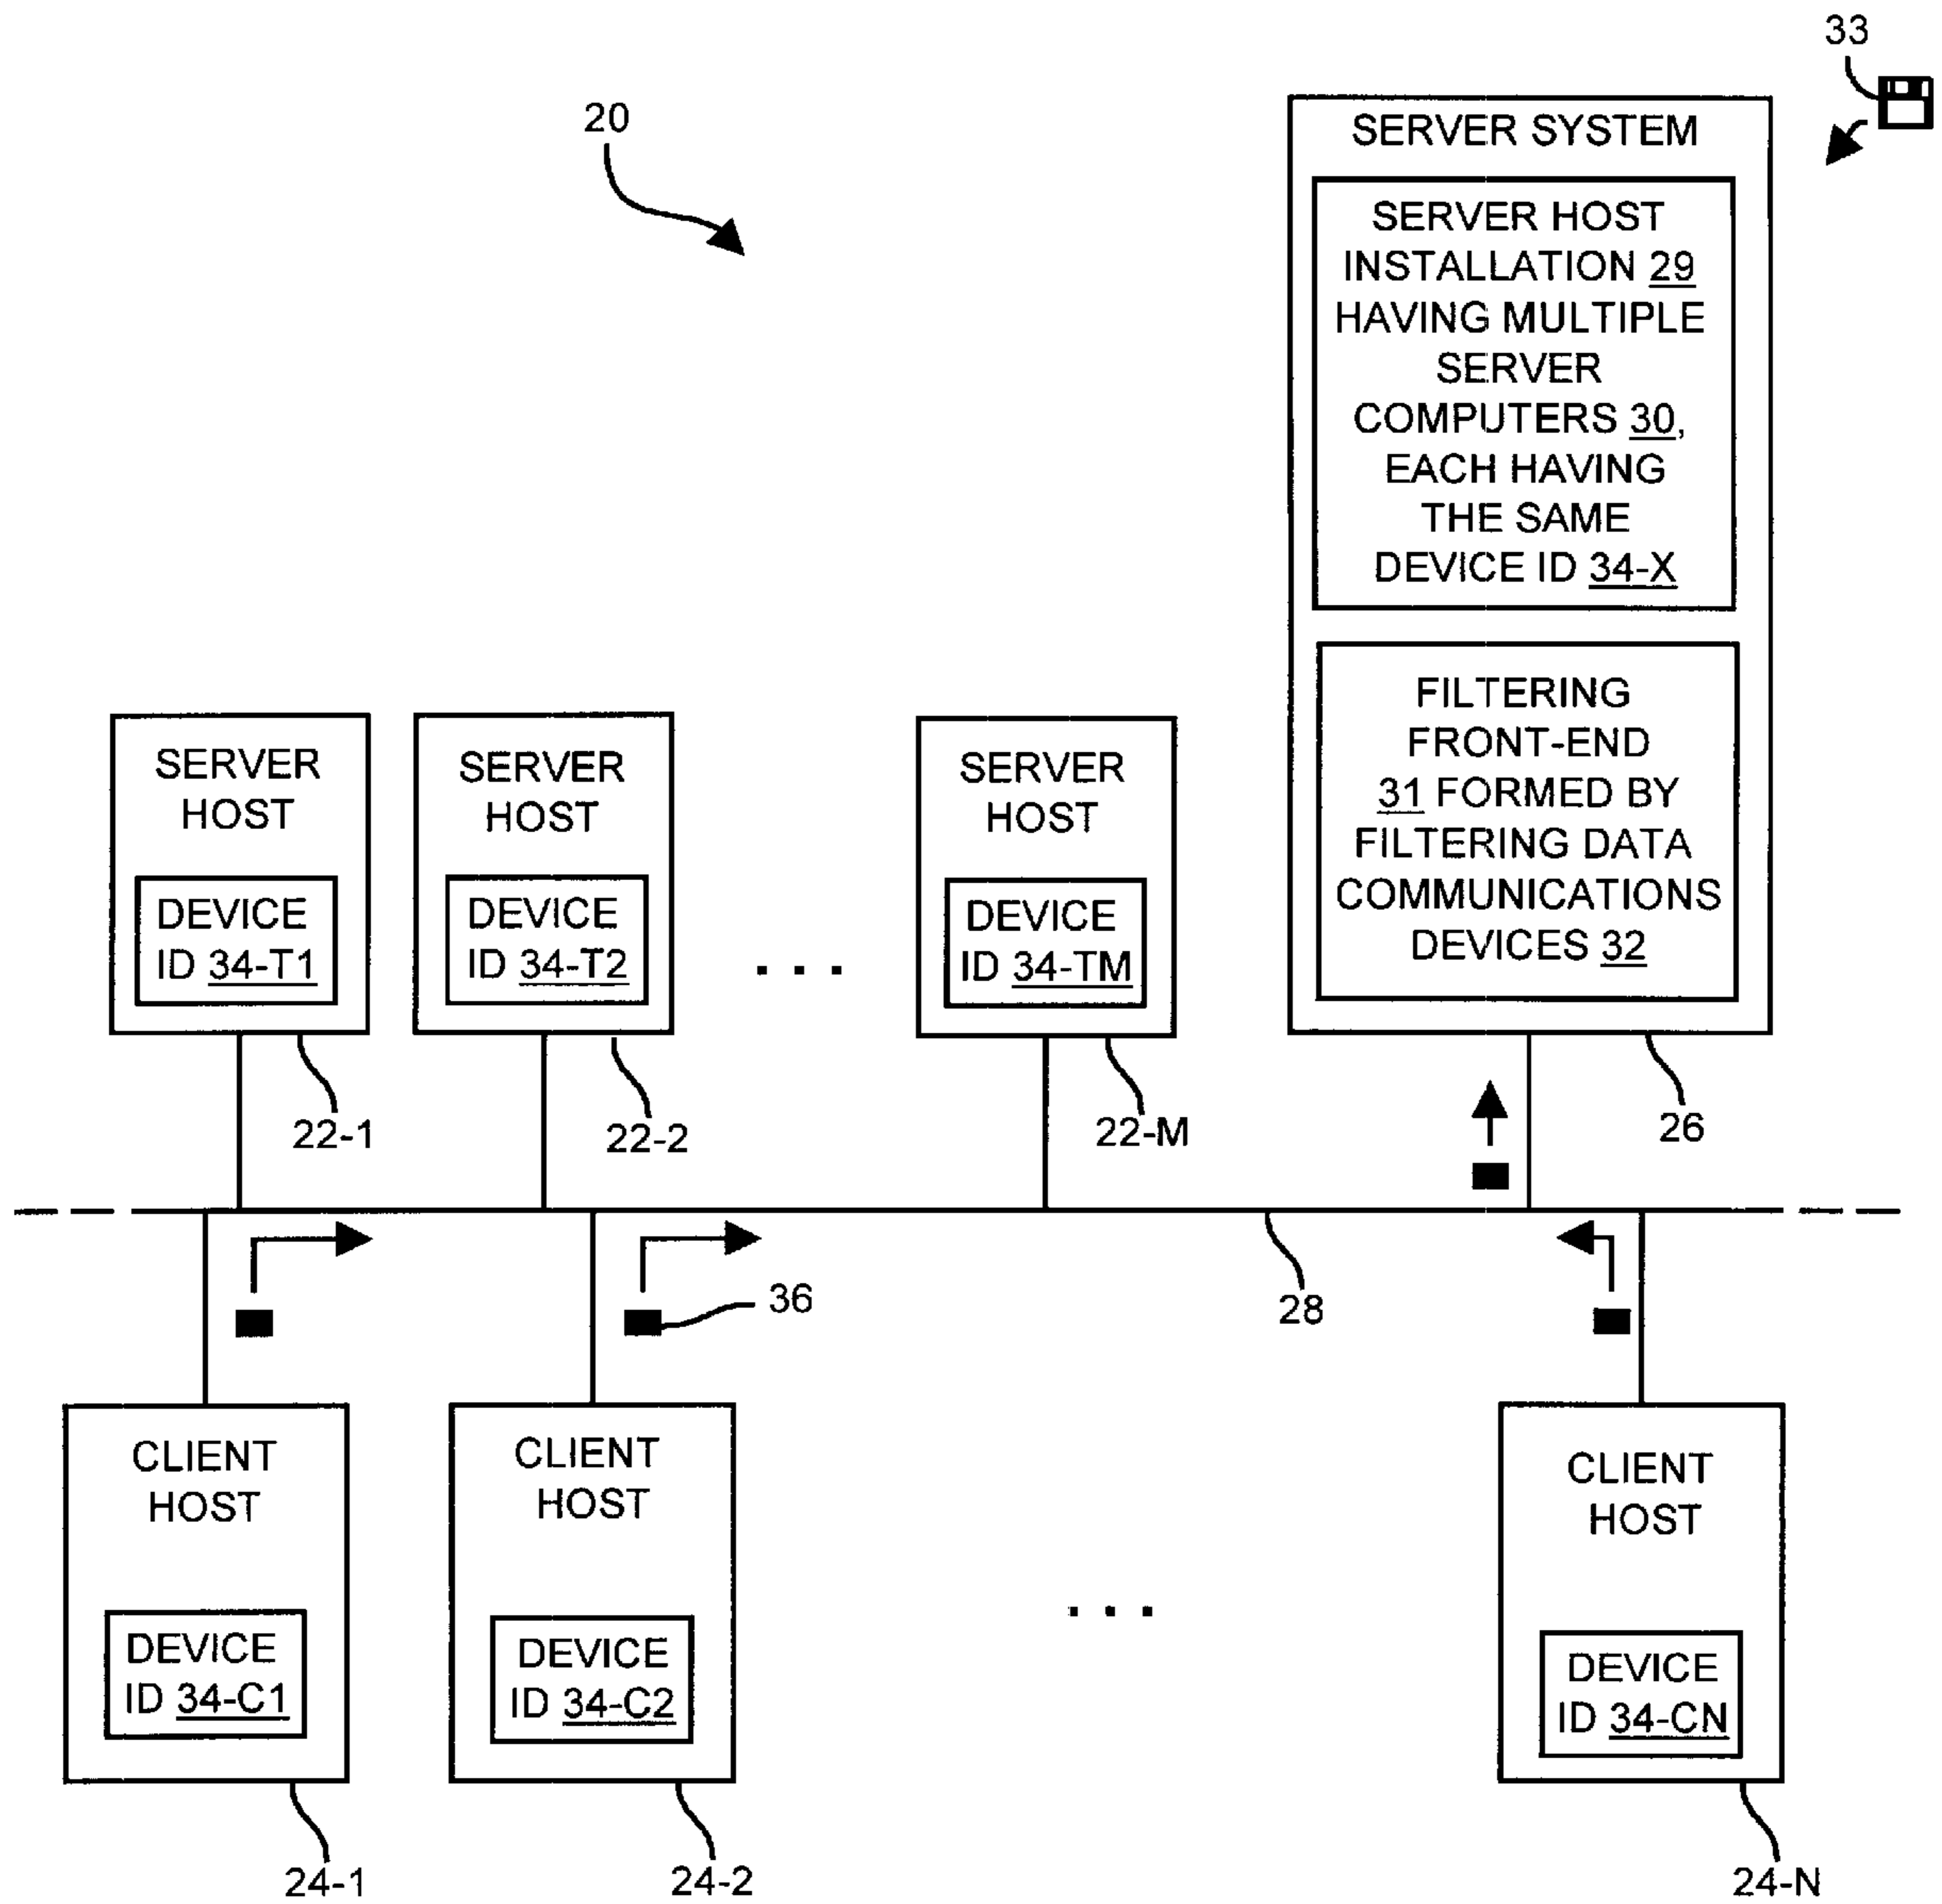 33
20
SERVER SYSTEM
SERVER HOST
INSTALLATION 29
HAVING MULTIPLE
SERVER
COMPUTERS 30,
EACH HAVING
THE SAME
DEVICE ID 34-X
FILTERING
FRONT-END
31 FORMED BY
FILTERING DATA
COMMUNICATIONS
DEVICES 32
SERVER
HOST
DEVICE
ID 34-T1
SERVER
HOST
DEVICE
ID 34-T2
. . .
SERVER
HOST
DEVICE
ID 34-TM
22-1
22-2
22-M
26
36
28
CLIENT
HOST
DEVICE
ID 34-C1
CLIENT
HOST
DEVICE
ID 34-C2
. . .
CLIENT
HOST
DEVICE
ID 34-CN
24-1
24-2
24-N